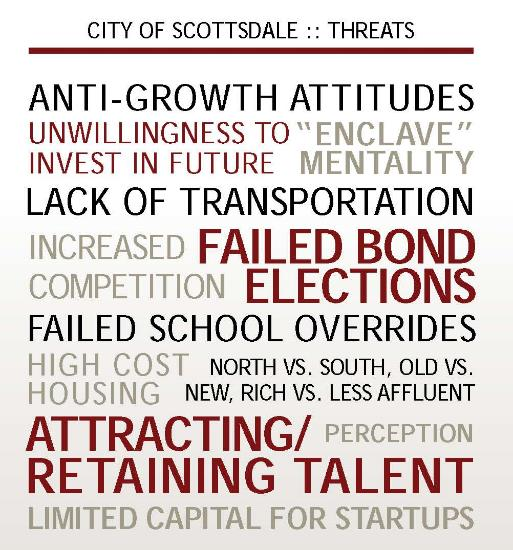 CITY OF SCOTTSDALE :: THREATS
ANTI-GROWTH ATTITUDES
UNWILLINGNESS TO
INVEST IN FUTURE
“ENCLAVE”
MENTALITY
LACK OF TRANSPORTATION
INCREASED
COMPETITION
FAILED BOND
ELECTIONS
FAILED SCHOOL OVERRIDES
HIGH COST
HOUSING
NORTH VS. SOUTH, OLD VS.
NEW, RICH VS. LESS AFFLUENT
ATTRACTING/
RETAINING TALENT
PERCEPTION
LIMITED CAPITAL FOR STARTUPS